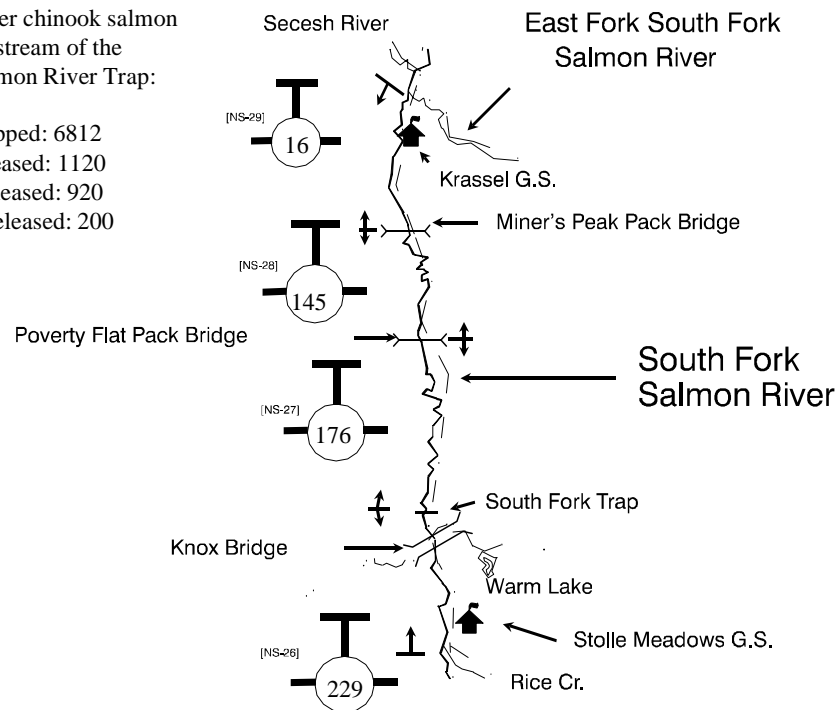 er chinook salmon
stream of the
mon River Trap:
pped: 6812
eased: 1120
eased: 920
eleased: 200
Secesh River
East Fork South Fork
Salmon River
[NS-29]
16
Krassel G.S.
Miner's Peak Pack Bridge
[NS-28]
145
Poverty Flat Pack Bridge
South Fork
Salmon River
[NS-27]
176
South Fork Trap
Knox Bridge
Warm Lake
Stolle Meadows G.S.
[NS-26]
229
Rice Cr.